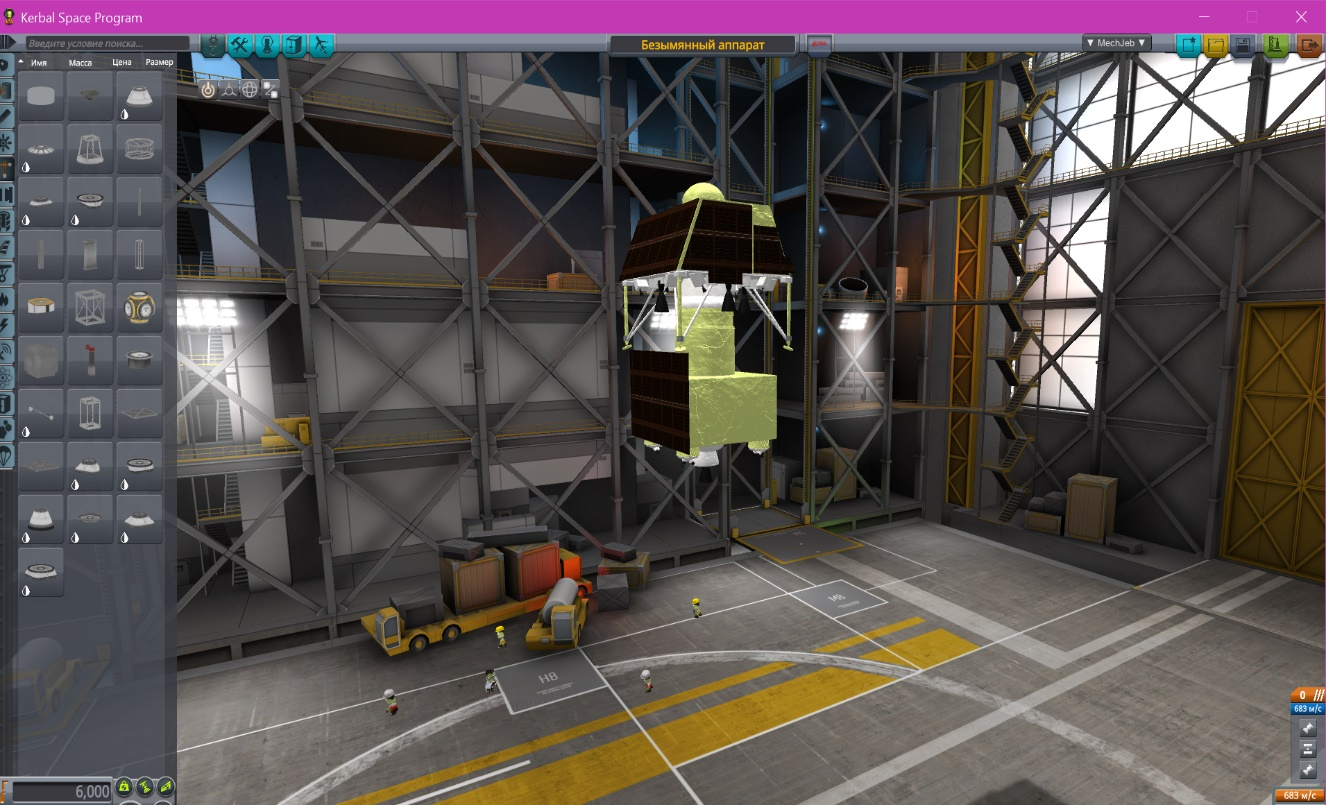 Kerbal Space Program
Введите условие поиска...
Безымянный аппарат
▼ MechJeb ▼
Имя Масса Цена Размер
M8
H8
0
683 м/с
683 м/с
6,000